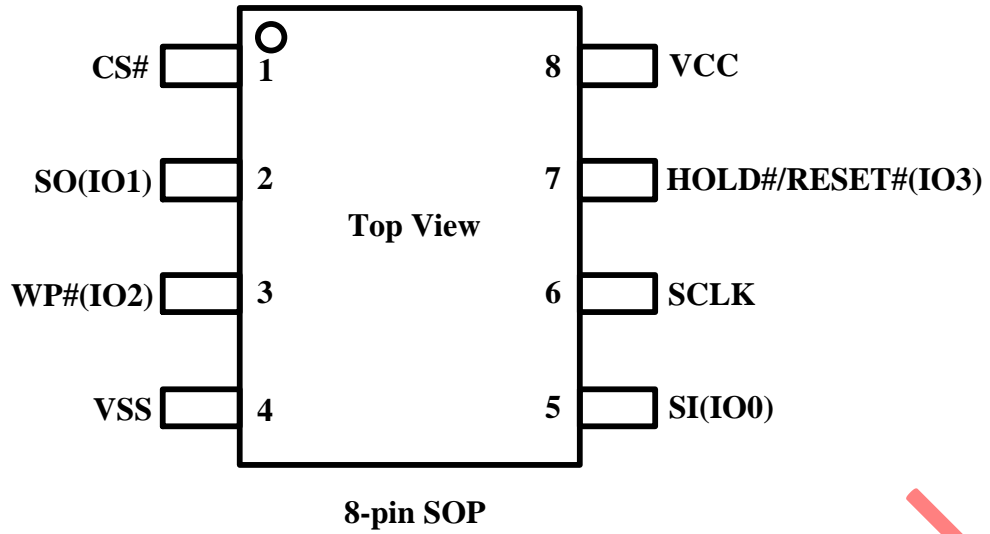 CS# 1 8 VCC
SO(IO1) 2 7 HOLD#/RESET#(IO3)
Top View
WP#(IO2) 3 6 SCLK
VSS 4 5 SI(IO0)
8-pin SOP